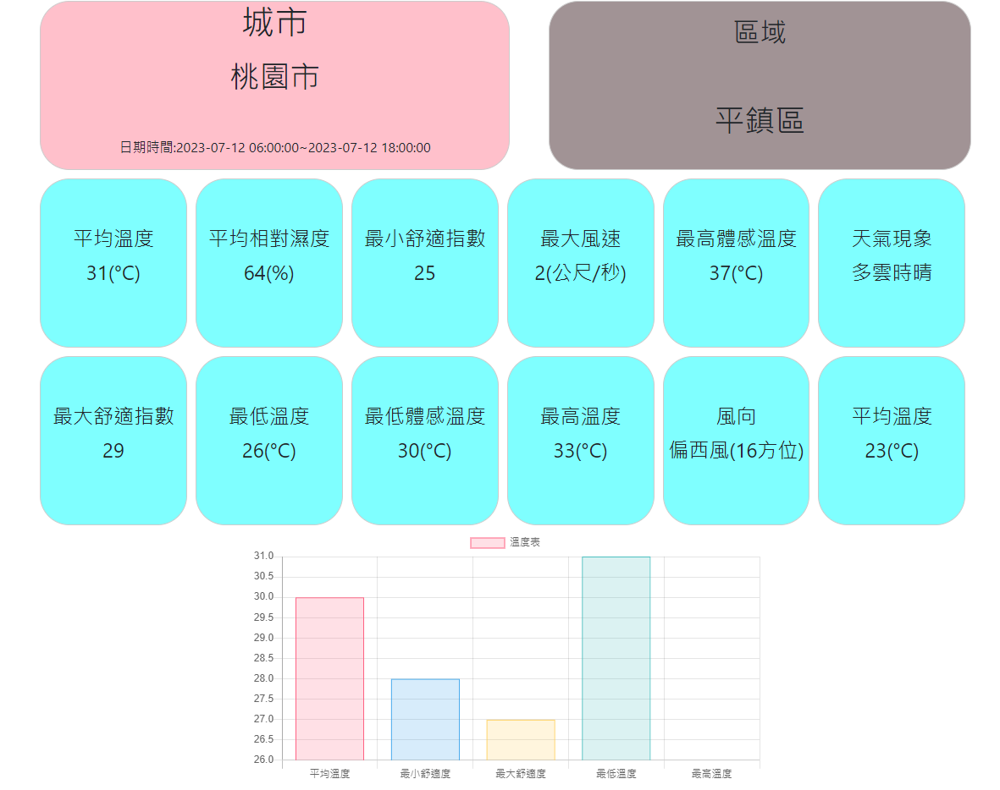 城市
桃園市
日期時間:2023-07-12 06:00:00~2023-07-12 18:00:00
區域
平鎮區
平均溫度
31(°C)
平均相對濕度
64(%)
最小舒適指數
25
最大風速
2(公尺/秒)
最高體感溫度
37(°C)
天氣現象
多雲時晴
最大舒適指數
29
最低溫度
26(°C)
最低體感溫度
30(°C)
最高溫度
33(°C)
風向
偏西風(16方位)
平均溫度
23(°C)
溫度表
31.0
30.5
30.0
29.5
29.0
28.5
28.0
27.5
27.0
26.5
26.0
平均溫度
最小舒適度
最大舒適度
最低溫度
最高溫度